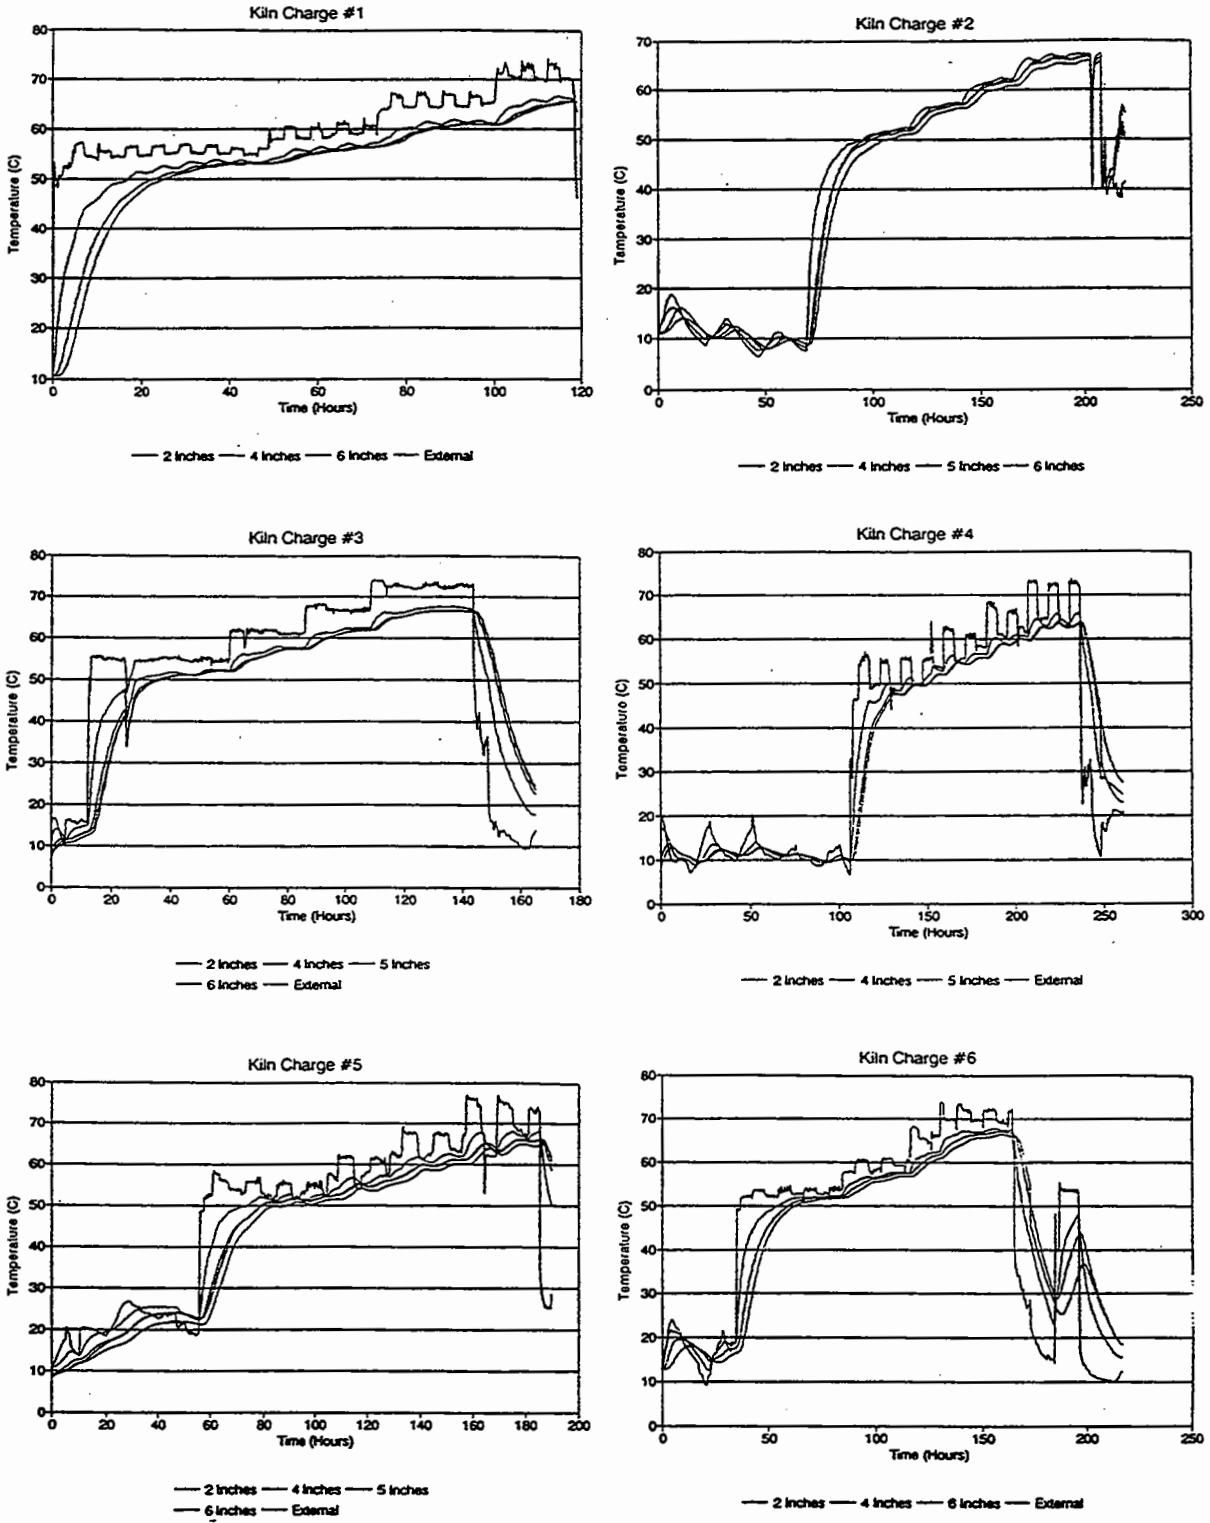 Kiln Charge #1
80
70
60
50
40
30
20
10
Temperature (C)
0 20 40 60 80 100 120
Time (Hours)
2 Inches 4 Inches 6 Inches External
Kiln Charge #2
70
60
50
40
30
20
10
0
Temperature (C)
0 50 100 150 200 250
Time (Hours)
2 Inches 4 Inches 5 Inches 6 Inches
Kiln Charge #3
80
70
60
50
40
30
20
10
0
Temperature (C)
0 20 40 60 80 100 120 140 160 180
Time (Hours)
2 Inches 4 Inches 5 Inches
6 Inches External
Kiln Charge #4
80
70
60
50
40
30
20
10
0
Temperature (C)
0 50 100 150 200 250 300
Time (Hours)
2 Inches 4 Inches 5 Inches External
Kiln Charge #5
80
70
60
50
40
30
20
10
0
Temperature (C)
0 20 40 60 80 100 120 140 160 180 200
Time (Hours)
2 Inches 4 Inches 5 Inches
6 Inches External
Kiln Charge #6
80
70
60
50
40
30
20
10
0
Temperature (C)
0 50 100 150 200 250
Time (Hours)
2 Inches 4 Inches 6 Inches External